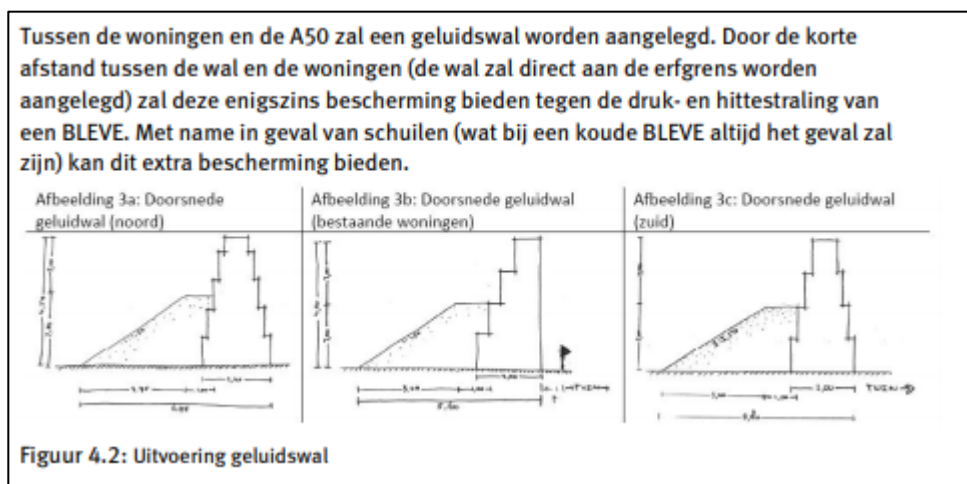 Tussen de woningen en de A50 zal een geluidswal worden aangelegd. Door de korte
afstand tussen de wal en de woningen (de wal zal direct aan de erfgrens worden
aangelegd) zal deze enigszins bescherming bieden tegen de druk- en hittestraling van
een BLEVE. Met name in geval van schuilen (wat bij een koude BLEVE altijd het geval zal
zijn) kan dit extra bescherming bieden.
Afbeelding 3a: Doorsnede
geluidwal (noord)
Afbeelding 3b: Doorsnede geluidwal
(bestaande woningen)
Afbeelding 3c: Doorsnede geluidwal
(zuid)
TUIN
Figuur 4.2: Uitvoering geluidswal